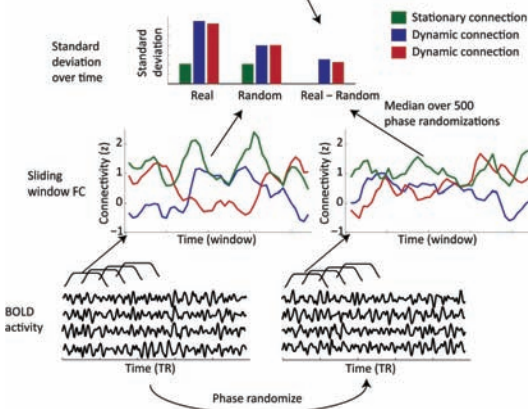 Stationary connection
Dynamic connection
Dynamic connection
Standard
deviation
over time
Standard
deviation
Real
Random
Real – Random
Median over 500
phase randomizations
Sliding
window FC
Connectivity (z)
2
1
0
–1
Time (window)
Connectivity (z)
2
1
0
–1
Time (window)
BOLD
activity
Time (TR)
Time (TR)
Phase randomize